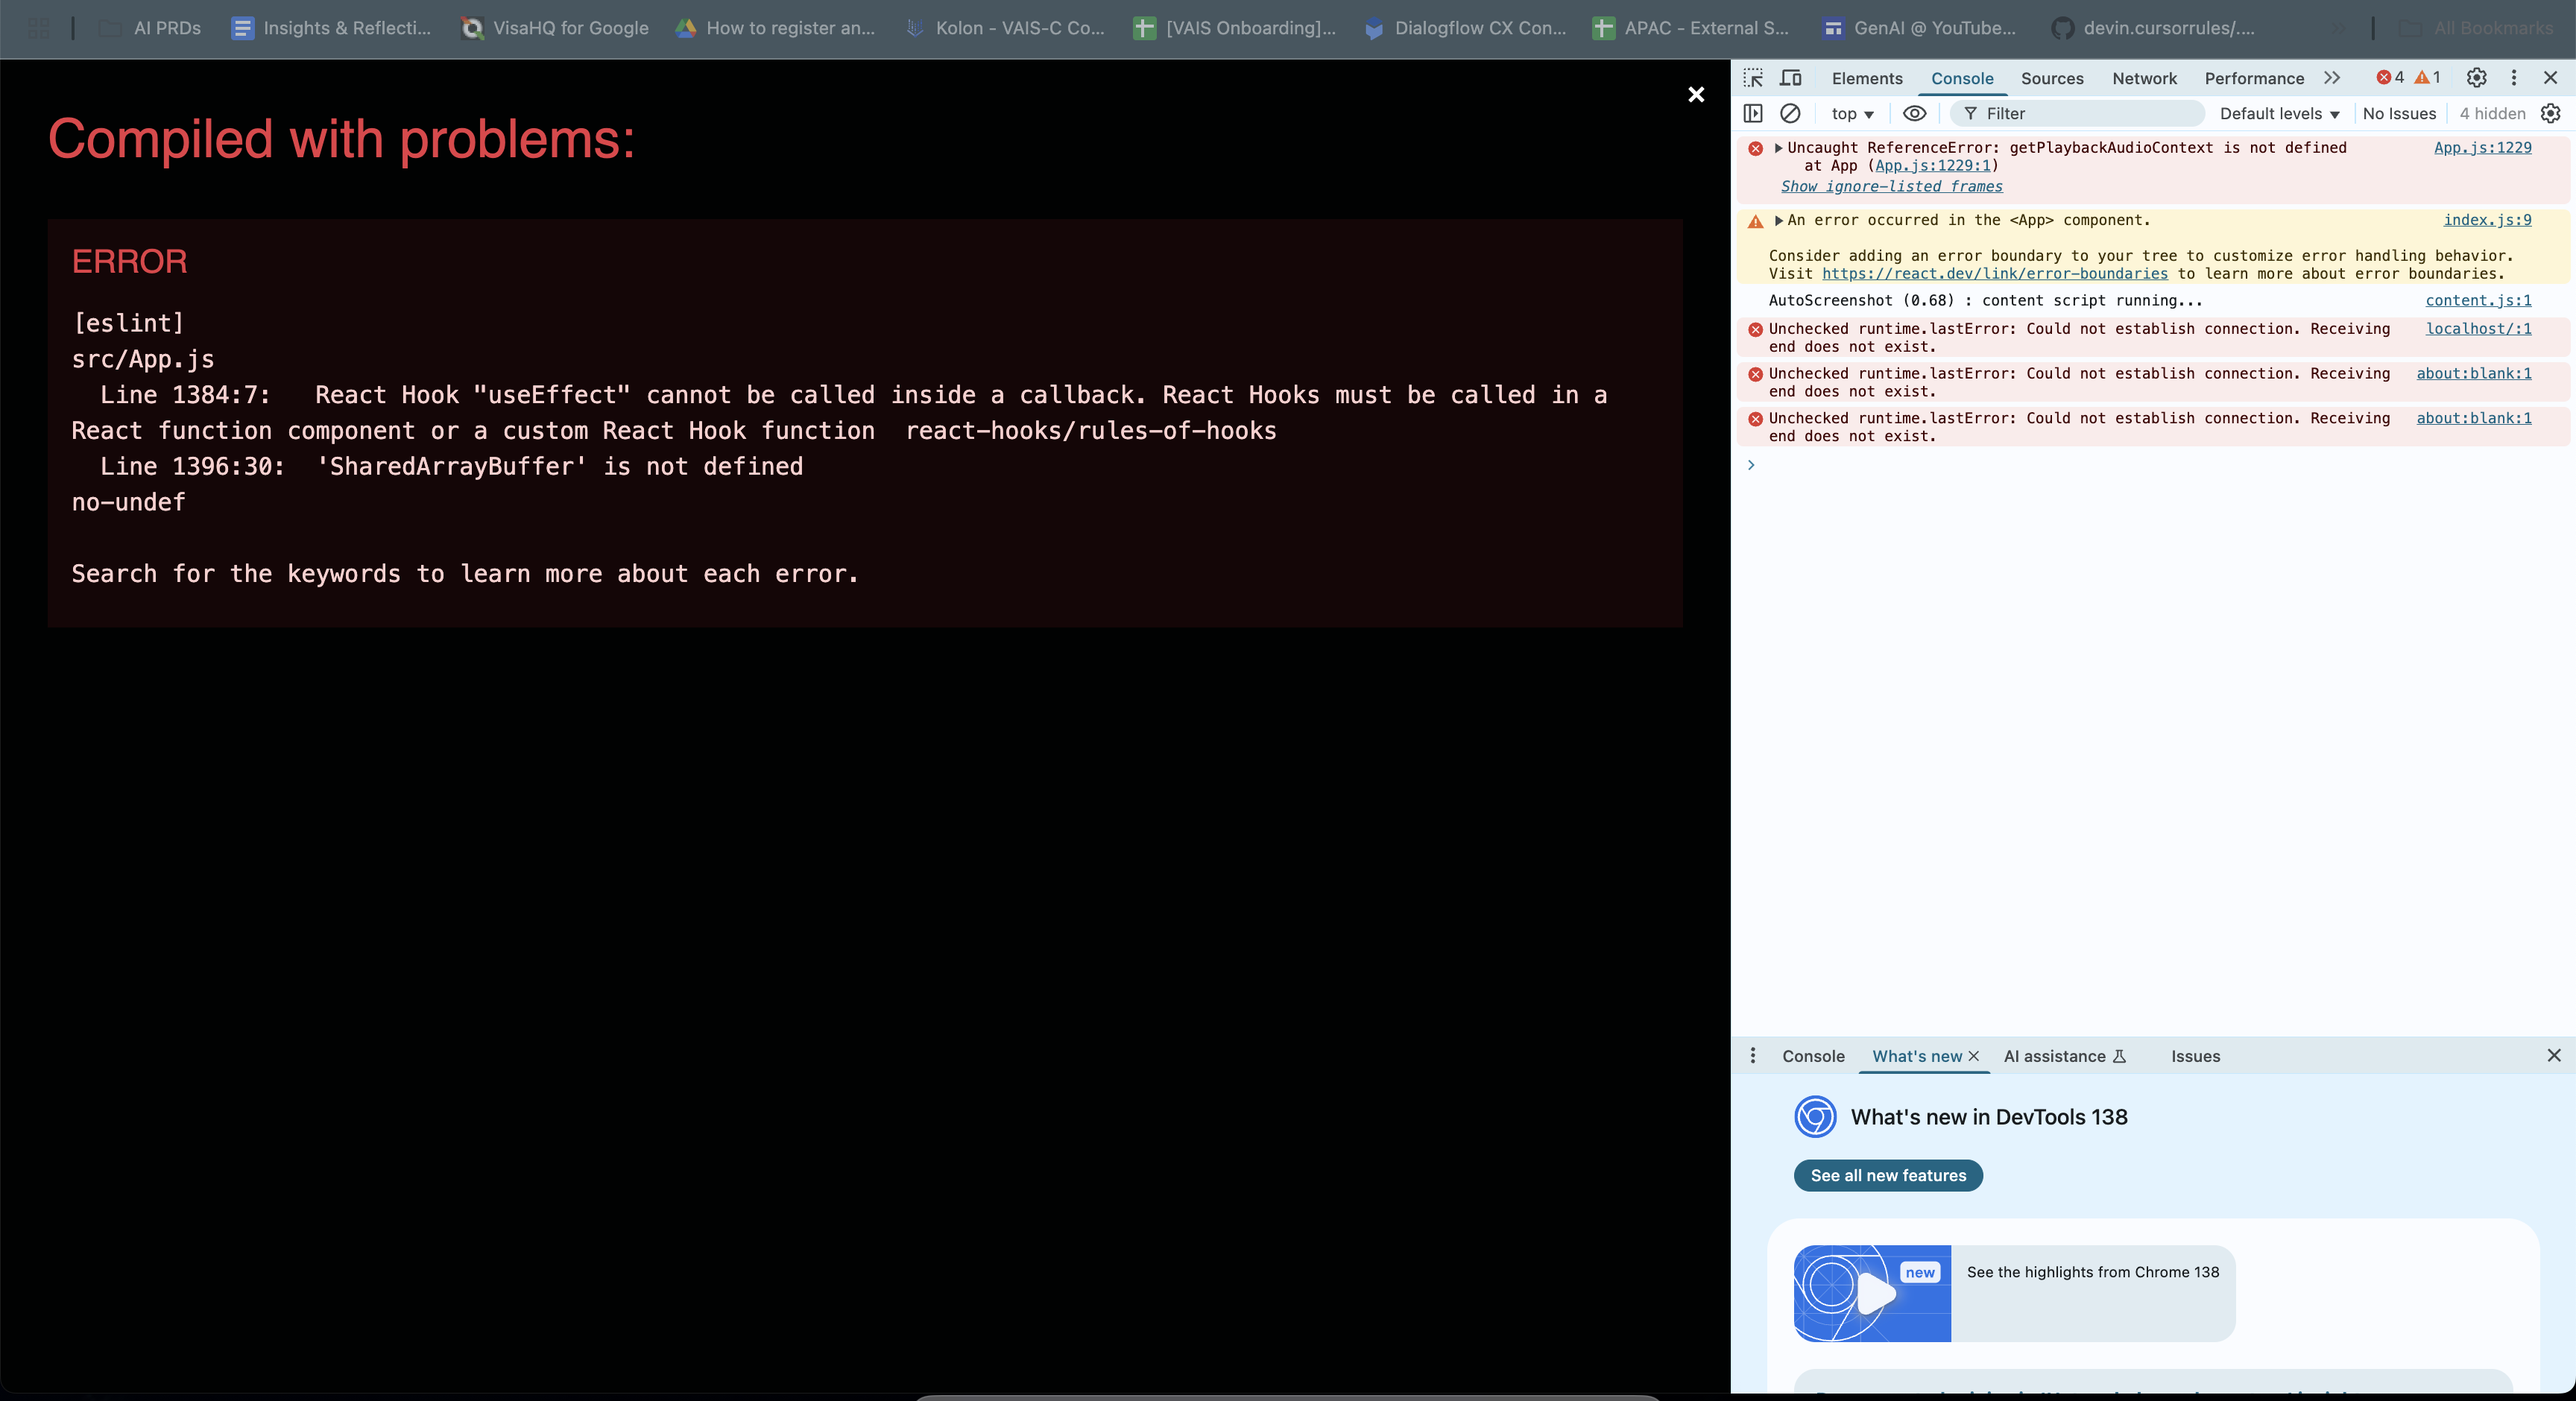 AI PRDs
Insights & Reflecti...
VisaHQ for Google
How to register an...
Kolon - VAIS-C Co...
[VAIS Onboarding]...
Dialogflow CX Con...
APAC - External S...
GenAI @ YouTube...
devin.cursorrules/....
All Bookmarks
Compiled with problems:
ERROR
[eslint]
src/App.js
  Line 1384:7:   React Hook "useEffect" cannot be called inside a callback. React Hooks must be called in a
React function component or a custom React Hook function  react-hooks/rules-of-hooks
  Line 1396:30:  'SharedArrayBuffer' is not defined
no-undef
Search for the keywords to learn more about each error.
Elements Console Sources Network Performance 4 1
top Filter Default levels No Issues 4 hidden
Uncaught ReferenceError: getPlaybackAudioContext is not defined App.js:1229
at App (App.js:1229:1)
Show ignore-listed frames
An error occurred in the <App> component. index.js:9
Consider adding an error boundary to your tree to customize error handling behavior.
Visit https://react.dev/link/error-boundaries to learn more about error boundaries.
AutoScreenshot (0.68) : content script running... content.js:1
Unchecked runtime.lastError: Could not establish connection. Receiving localhost/:1
end does not exist.
Unchecked runtime.lastError: Could not establish connection. Receiving about:blank:1
end does not exist.
Unchecked runtime.lastError: Could not establish connection. Receiving about:blank:1
end does not exist.
Console What's new AI assistance Issues
What's new in DevTools 138
See all new features
new
See the highlights from Chrome 138